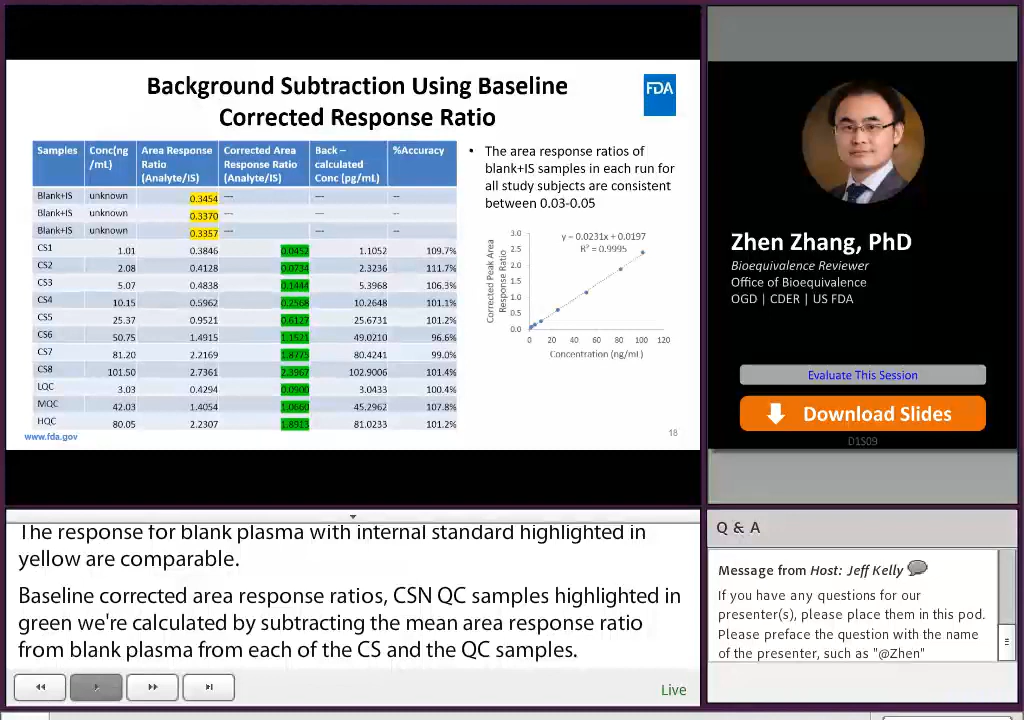 Background Subtraction Using Baseline
Corrected Response Ratio
FDA
Samples Conc(ng/mL) Area Response Ratio (Analyte/IS) Corrected Area Response Ratio (Analyte/IS) Back – calculated Conc (pg/mL) %Accuracy
Blank+IS unknown 0.3454 --- --- --
Blank+IS unknown 0.3370 --- --- --
Blank+IS unknown 0.3357 --- --- --
CS1 1.01 0.3846 0.0452 1.1052 109.7%
CS2 2.08 0.4128 0.0734 2.3236 111.7%
CS3 5.07 0.4838 0.1444 5.3968 106.3%
CS4 10.15 0.5962 0.2568 10.2648 101.1%
CS5 25.37 0.9521 0.6127 25.6731 101.2%
CS6 50.75 1.4915 1.1521 49.0210 96.6%
CS7 81.20 2.2169 1.8775 80.4241 99.0%
CS8 101.50 2.7361 2.3967 102.9006 101.4%
LQC 3.03 0.4294 0.0900 3.0433 100.4%
MQC 42.03 1.4054 1.0660 45.2962 107.8%
HQC 80.05 2.2307 1.8913 81.0233 101.2%
• The area response ratios of
blank+IS samples in each run for
all study subjects are consistent
between 0.03-0.05
y = 0.0231x + 0.0197
R² = 0.9995
Corrected Peak Area
Response Ratio
3.0
2.5
2.0
1.5
1.0
0.5
0.0
0 20 40 60 80 100 120
Concentration (ng/mL)
www.fda.gov
18
Zhen Zhang, PhD
Bioequivalence Reviewer
Office of Bioequivalence
OGD | CDER | US FDA
Evaluate This Session
Download Slides
D1S09
The response for blank plasma with internal standard highlighted in
yellow are comparable.
Baseline corrected area response ratios, CSN QC samples highlighted in
green we're calculated by subtracting the mean area response ratio
from blank plasma from each of the CS and the QC samples.
Live
Q & A
Message from Host: Jeff Kelly
If you have any questions for our
presenter(s), please place them in this pod.
Please preface the question with the name
of the presenter, such as "@Zhen"